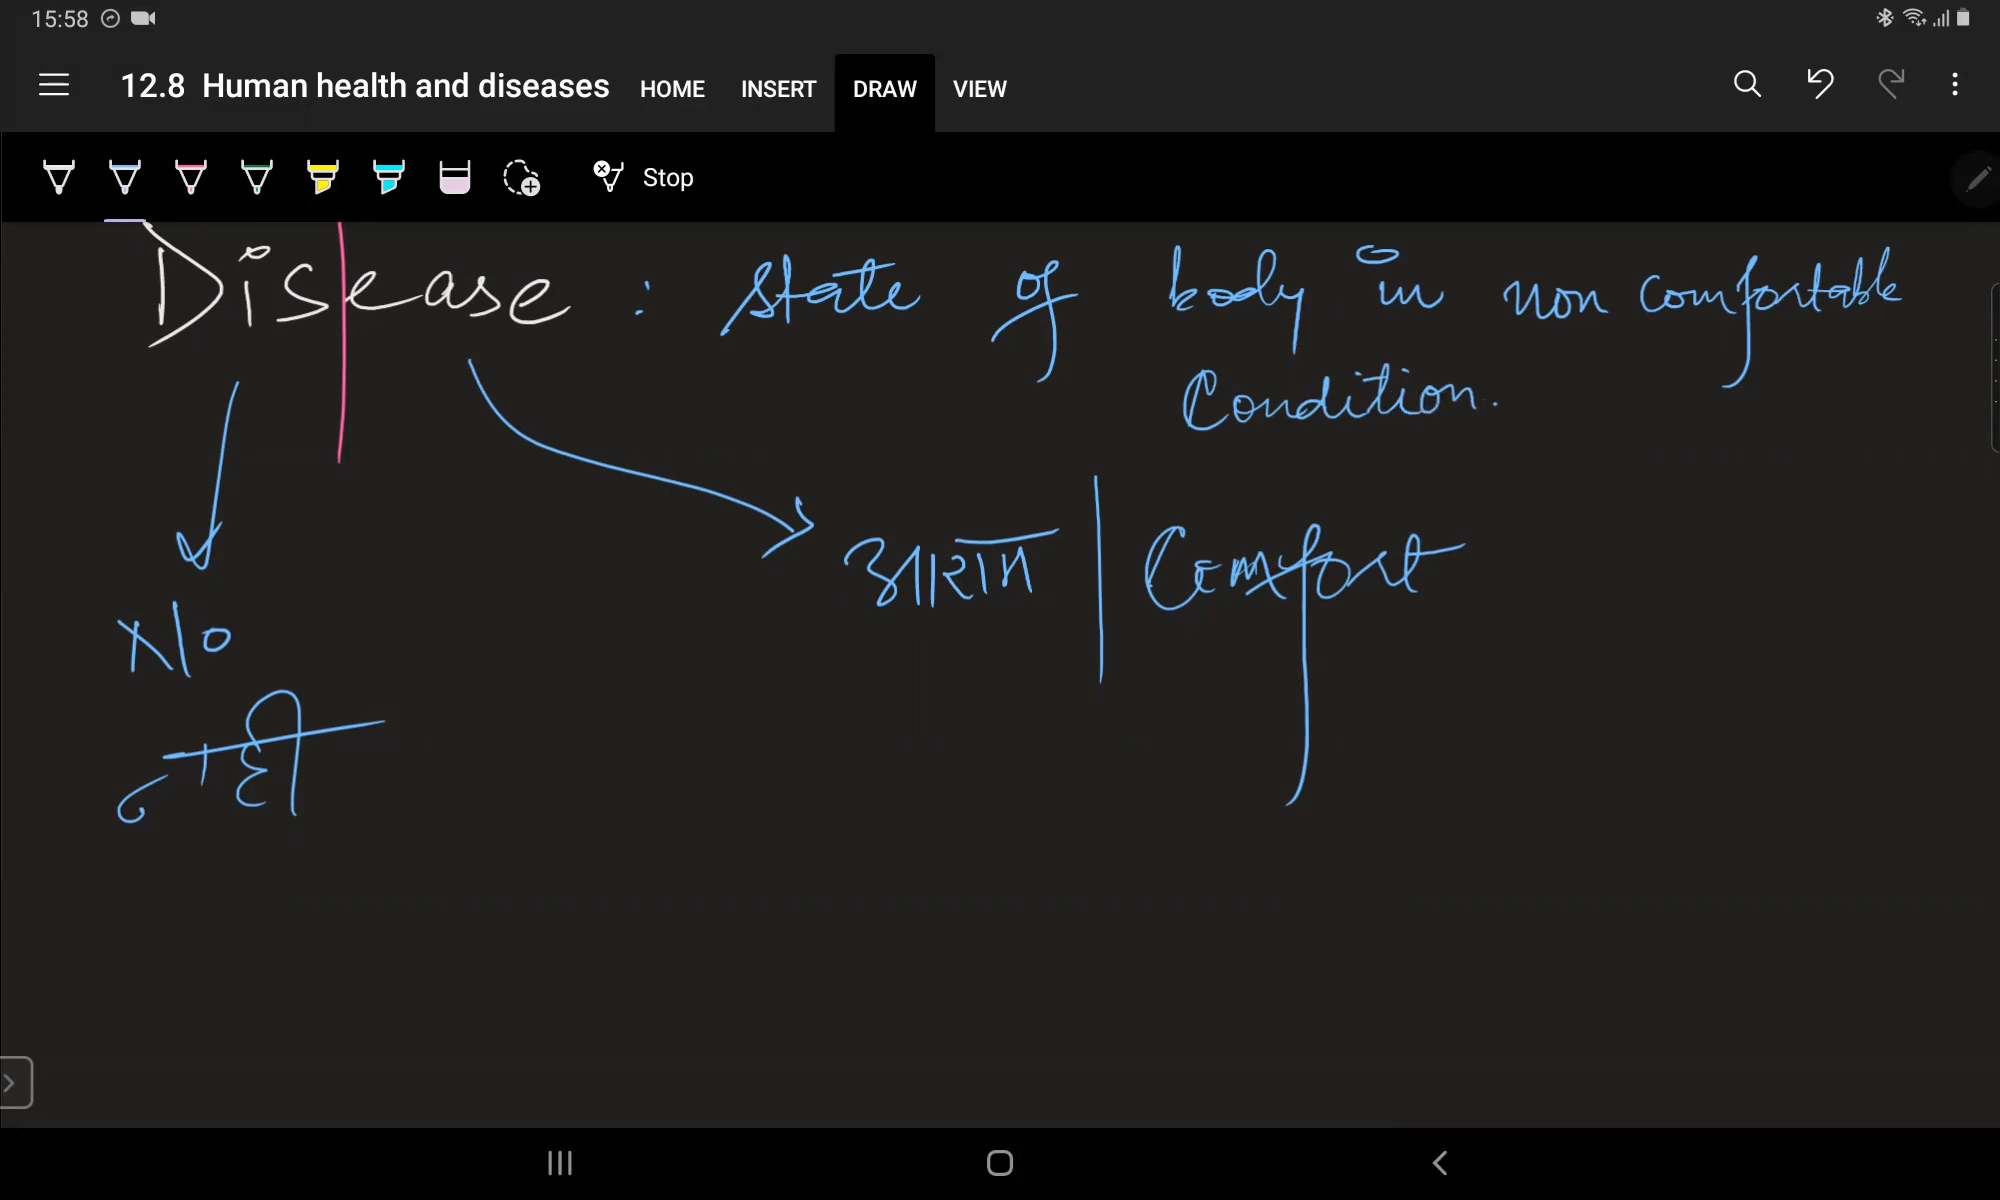 15:58
12.8 Human health and diseases HOME INSERT DRAW VIEW
Stop
Disease : state of body in non comfortable
Condition.
आराम | Comfort
No
नही